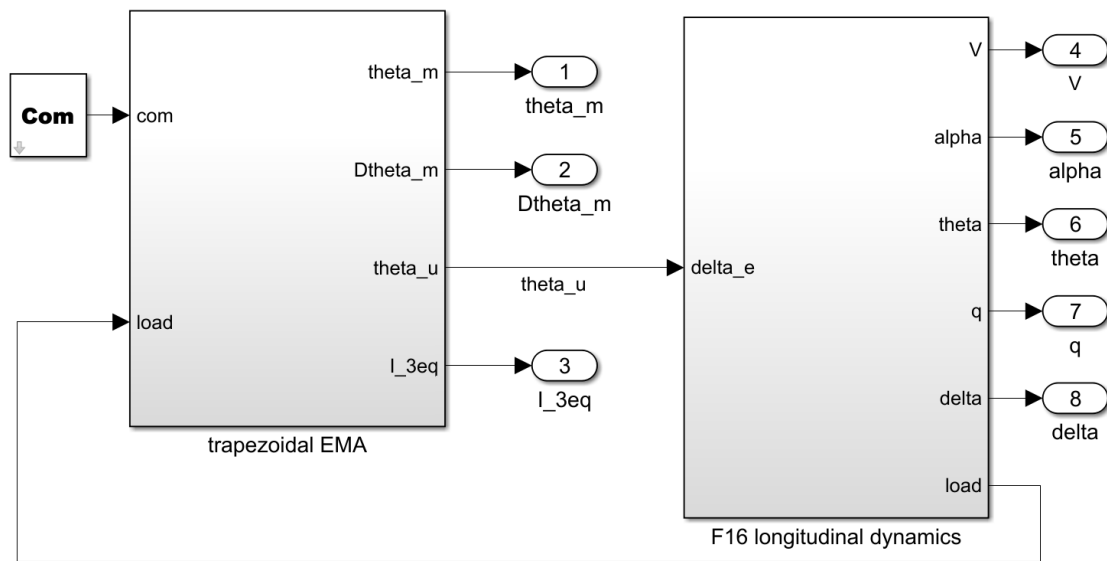 Com
com
load
theta_m
Dtheta_m
theta_u
I_3eq
trapezoidal EMA
1
theta_m
2
Dtheta_m
theta_u
3
I_3eq
delta_e
V
alpha
theta
q
delta
load
F16 longitudinal dynamics
4
V
5
alpha
6
theta
7
q
8
delta